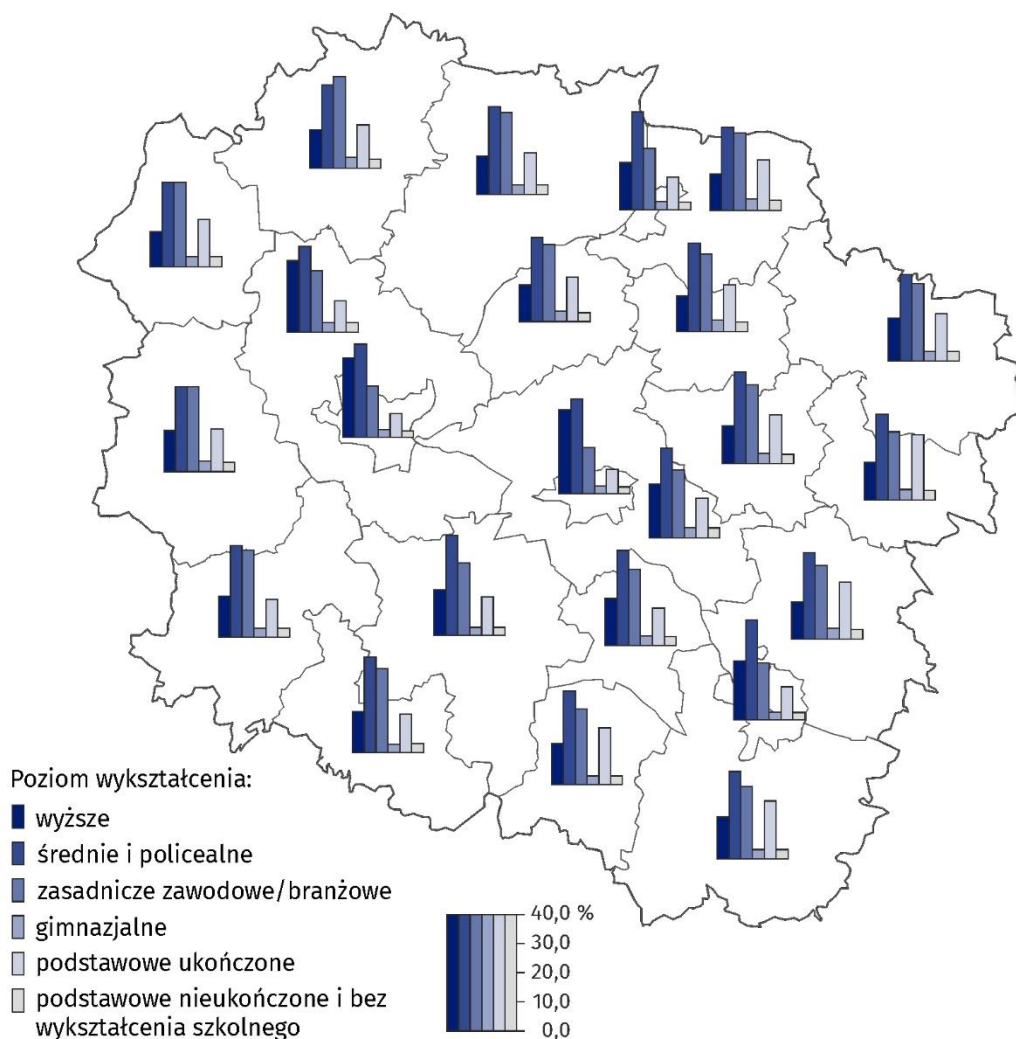 Poziom wykształcenia:
wyższe
średnie i policealne
zasadnicze zawodowe/branżowe
gimnazjalne
podstawowe ukończone
podstawowe nieukończone i bez
wykształcenia szkolnego
40,0 %
30,0
20,0
10,0
0,0